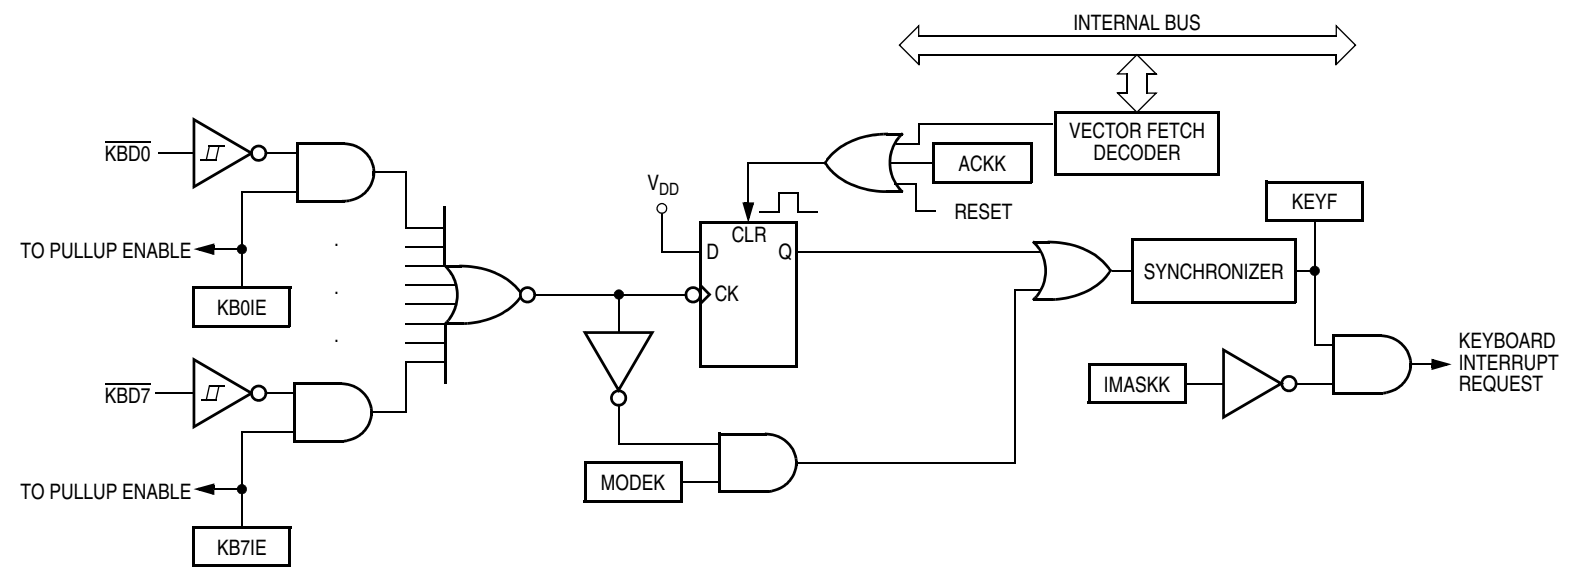 INTERNAL BUS
VECTOR FETCH
DECODER
ACKK
RESET
KBD0
VDD
CLR
D
Q
CK
KEYF
TO PULLUP ENABLE
KB0IE
SYNCHRONIZER
KEYBOARD
INTERRUPT
REQUEST
IMASKK
KBD7
MODEK
TO PULLUP ENABLE
KB7IE